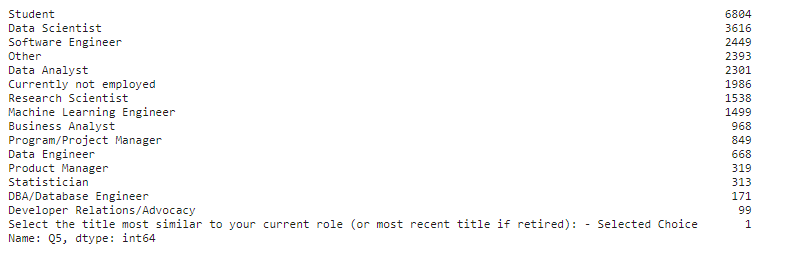 Student 6804
Data Scientist 3616
Software Engineer 2449
Other 2393
Data Analyst 2301
Currently not employed 1986
Research Scientist 1538
Machine Learning Engineer 1499
Business Analyst 968
Program/Project Manager 849
Data Engineer 668
Product Manager 319
Statistician 313
DBA/Database Engineer 171
Developer Relations/Advocacy 99
Select the title most similar to your current role (or most recent title if retired): - Selected Choice 1
Name: Q5, dtype: int64